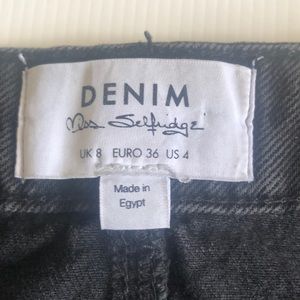 DENIM
Miss Selfridge
UK 8 EURO 36 US 4
Made in
Egypt